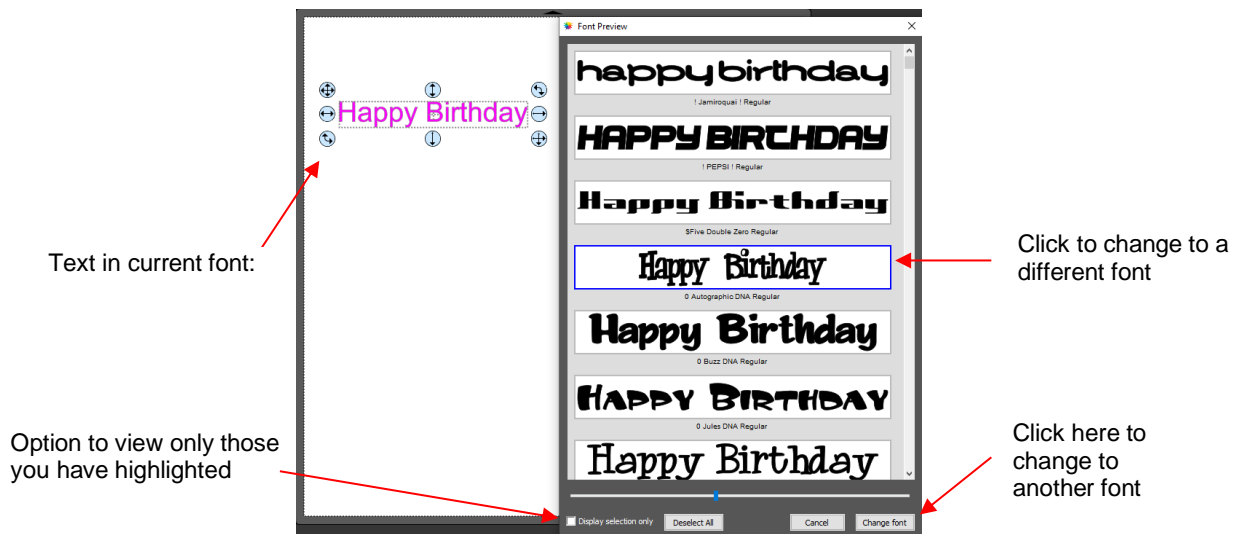 Font Preview
happy birthday
! Jamiroquai ! Regular
HAPPY BIRTHDAY
! PEPSI ! Regular
Happy Birthday
$Five Double Zero Regular
Happy Birthday
0 Autographic DNA Regular
Happy Birthday
0 Buzz DNA Regular
HAPPY BIRTHDAY
0 Jules DNA Regular
Happy Birthday
Display selection only
Deselect All
Cancel
Change font
Happy Birthday
Text in current font:
Option to view only those
you have highlighted
Click to change to a
different font
Click here to
change to
another font